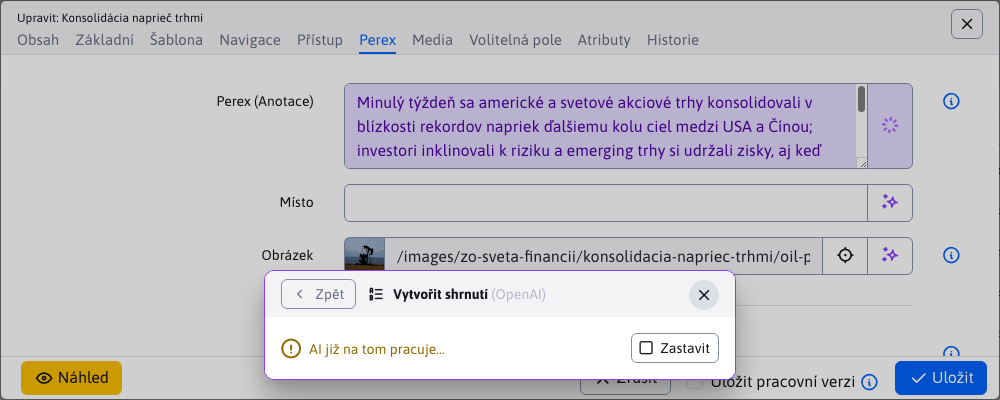 Upravit: Konsolidácia naprieč trhmi
Obsah Základní Šablona Navigace Přístup Perex Media Volitelná pole Atributy Historie
Perex (Anotace)
Minulý týždeň sa americké a svetové akciové trhy konsolidovali v
blízkosti rekordov napriek ďalšiemu kolu ciel medzi USA a Čínou;
investori inklinovali k riziku a emerging trhy si udržali zisky, aj keď
Místo
Obrázek
/images/zo-sveta-financii/konsolidacia-napriec-trhmi/oil-p
Zpět
Vytvořit shrnutí (OpenAI)
AI již na tom pracuje...
Zastavit
Náhled
Zrušit
Uložit pracovní verzi
Uložit